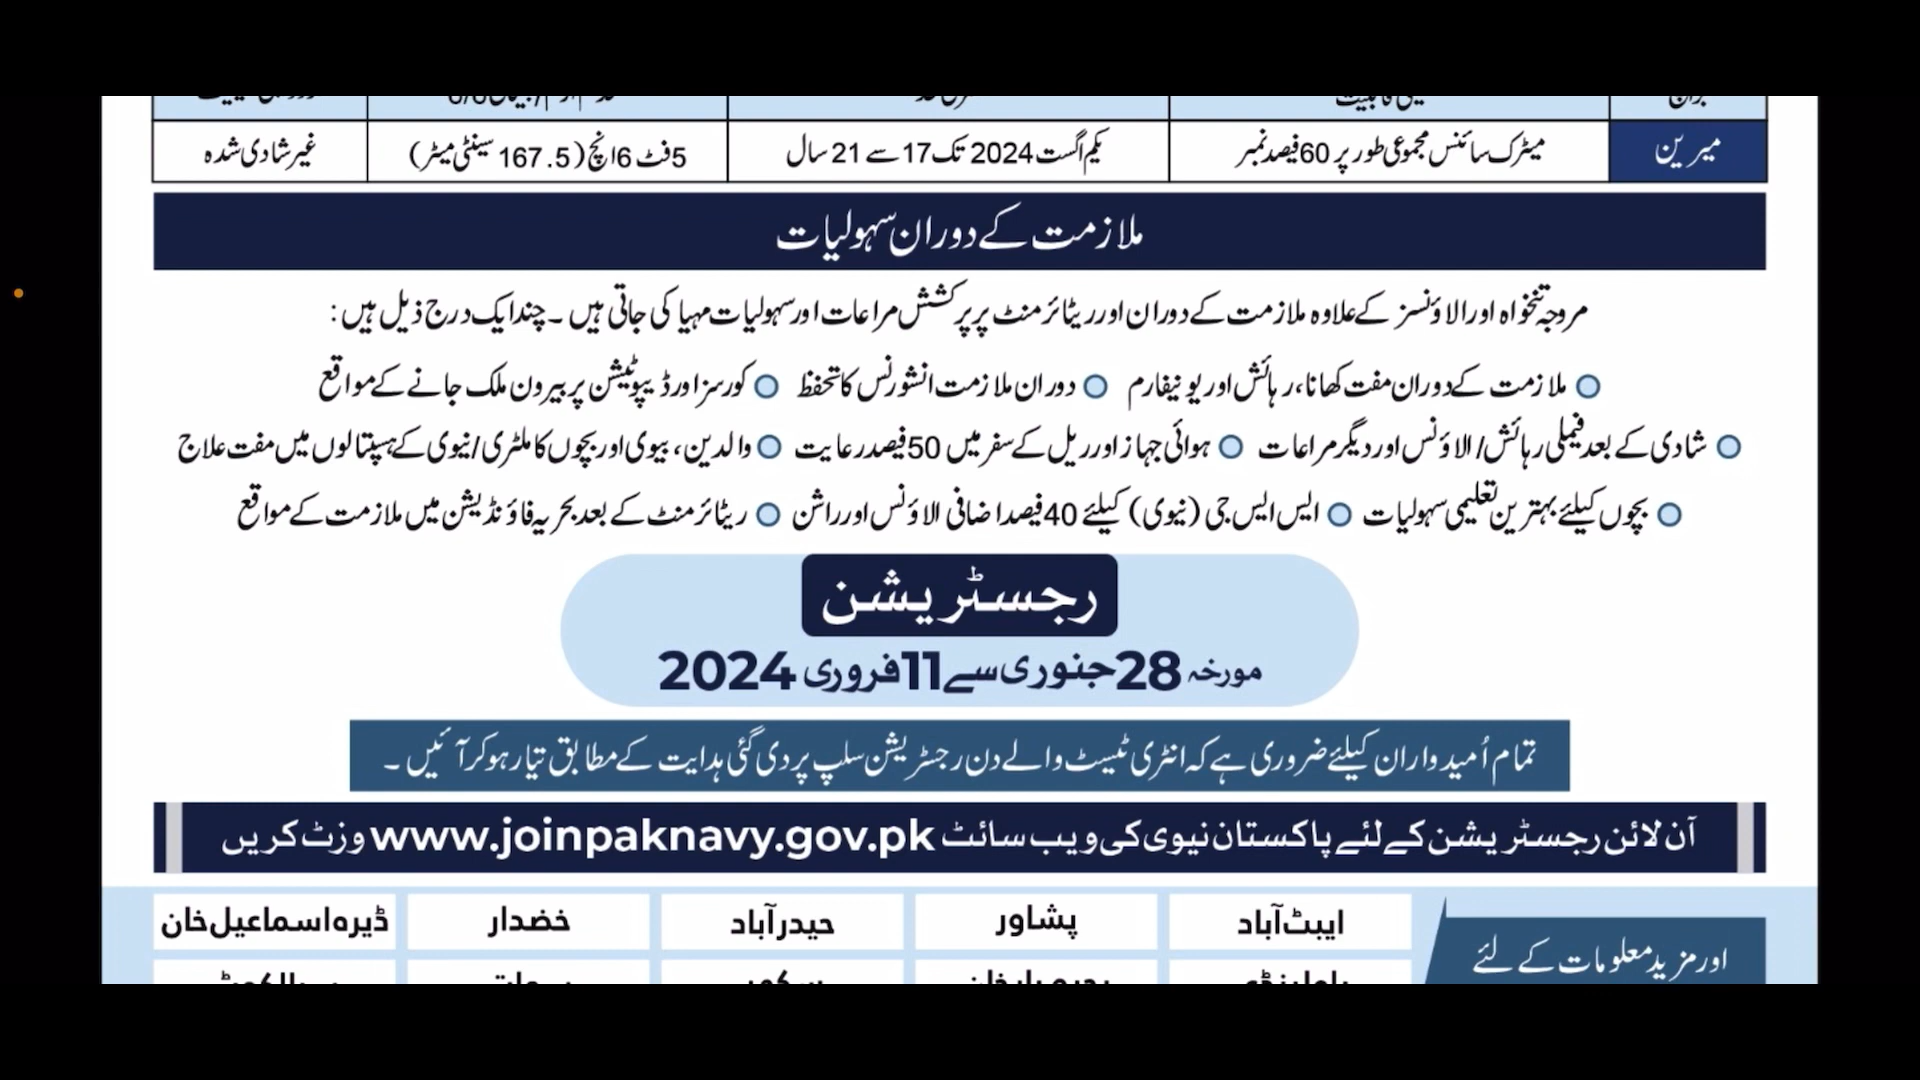 میرین میٹرک سائنس مجموعی طور پر 60 فیصد نمبر یکم اگست 2024 تک 17 سے 21 سال 5 فٹ 6 انچ (167.5 سینٹی میٹر) غیر شادی شدہ
ملازمت کے دوران سہولیات
مروجہ تنخواہ اور الاؤنسز کے علاوہ ملازمت کے دوران اور ریٹائرمنٹ پر پرکشش مراعات اور سہولیات مہیا کی جاتی ہیں۔ چند ایک درج ذیل ہیں:
ملازمت کے دوران مفت کھانا، رہائش اور یونیفارم دوران ملازمت انشورنس کا تحفظ کورسز اور ڈیپوٹیشن پر بیرون ملک جانے کے مواقع
شادی کے بعد فیملی رہائش/الاؤنس اور دیگر مراعات ہوائی جہاز اور ریل کے سفر میں 50 فیصد رعایت والدین، بیوی اور بچوں کا ملٹری/نیوی کے ہسپتالوں میں مفت علاج
بچوں کیلئے بہترین تعلیمی سہولیات ایس ایس جی (نیوی) کیلئے 40 فیصد اضافی الاؤنس اور راشن ریٹائرمنٹ کے بعد بحریہ فاؤنڈیشن میں ملازمت کے مواقع
رجسٹریشن
مورخہ 28 جنوری سے 11 فروری 2024
تمام اُمیدواران کیلئے ضروری ہے کہ انٹری ٹیسٹ والے دن رجسٹریشن سلپ پر دی گئی ہدایت کے مطابق تیار ہو کر آئیں۔
آن لائن رجسٹریشن کے لئے پاکستان نیوی کی ویب سائٹ www.joinpaknavy.gov.pk وزٹ کریں
ایبٹ آباد پشاور حیدرآباد خضدار ڈیرہ اسماعیل خان
اور مزید معلومات کے لئے